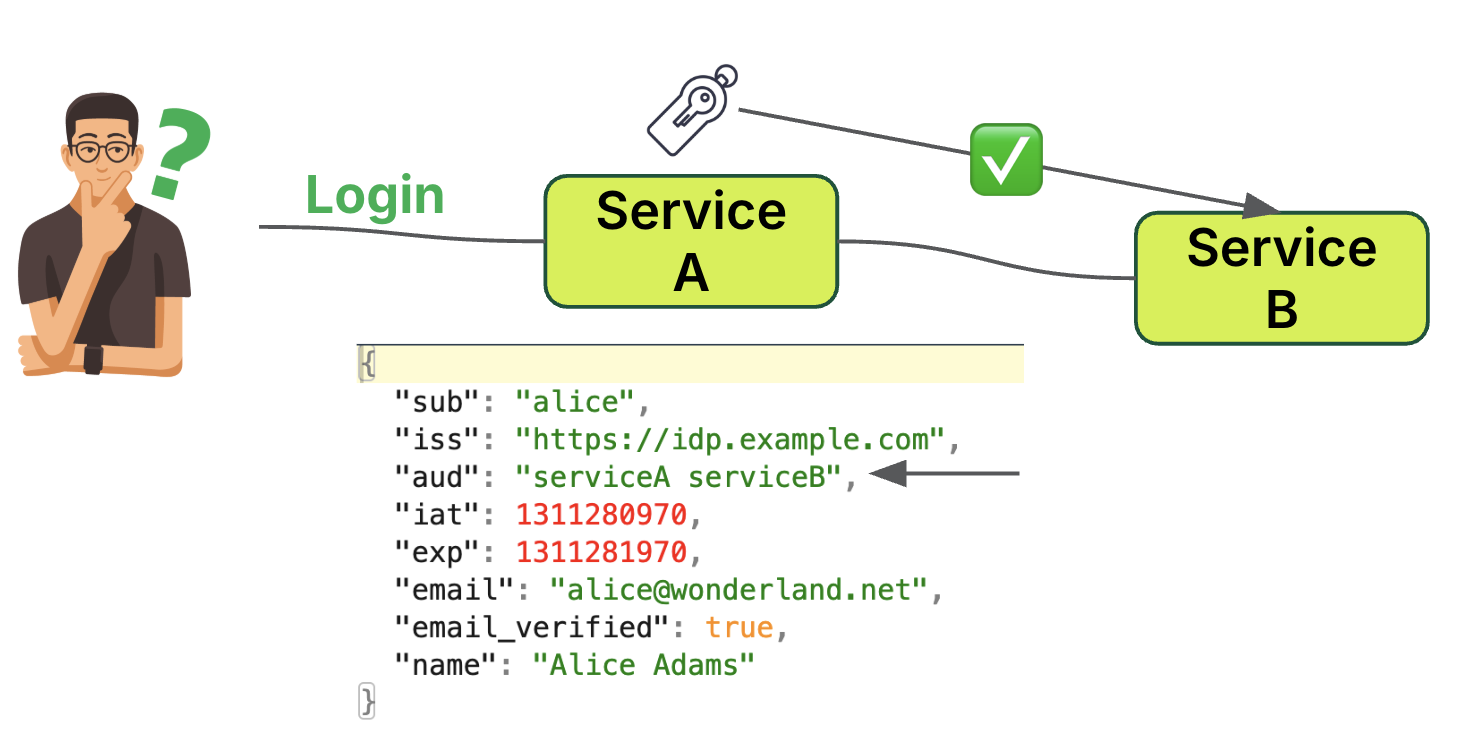 ?
Login
Service
A
Service
B
{
"sub": "alice",
"iss": "https://idp.example.com",
"aud": "serviceA serviceB",
"iat": 1311280970,
"exp": 1311281970,
"email": "alice@wonderland.net",
"email_verified": true,
"name": "Alice Adams"
}